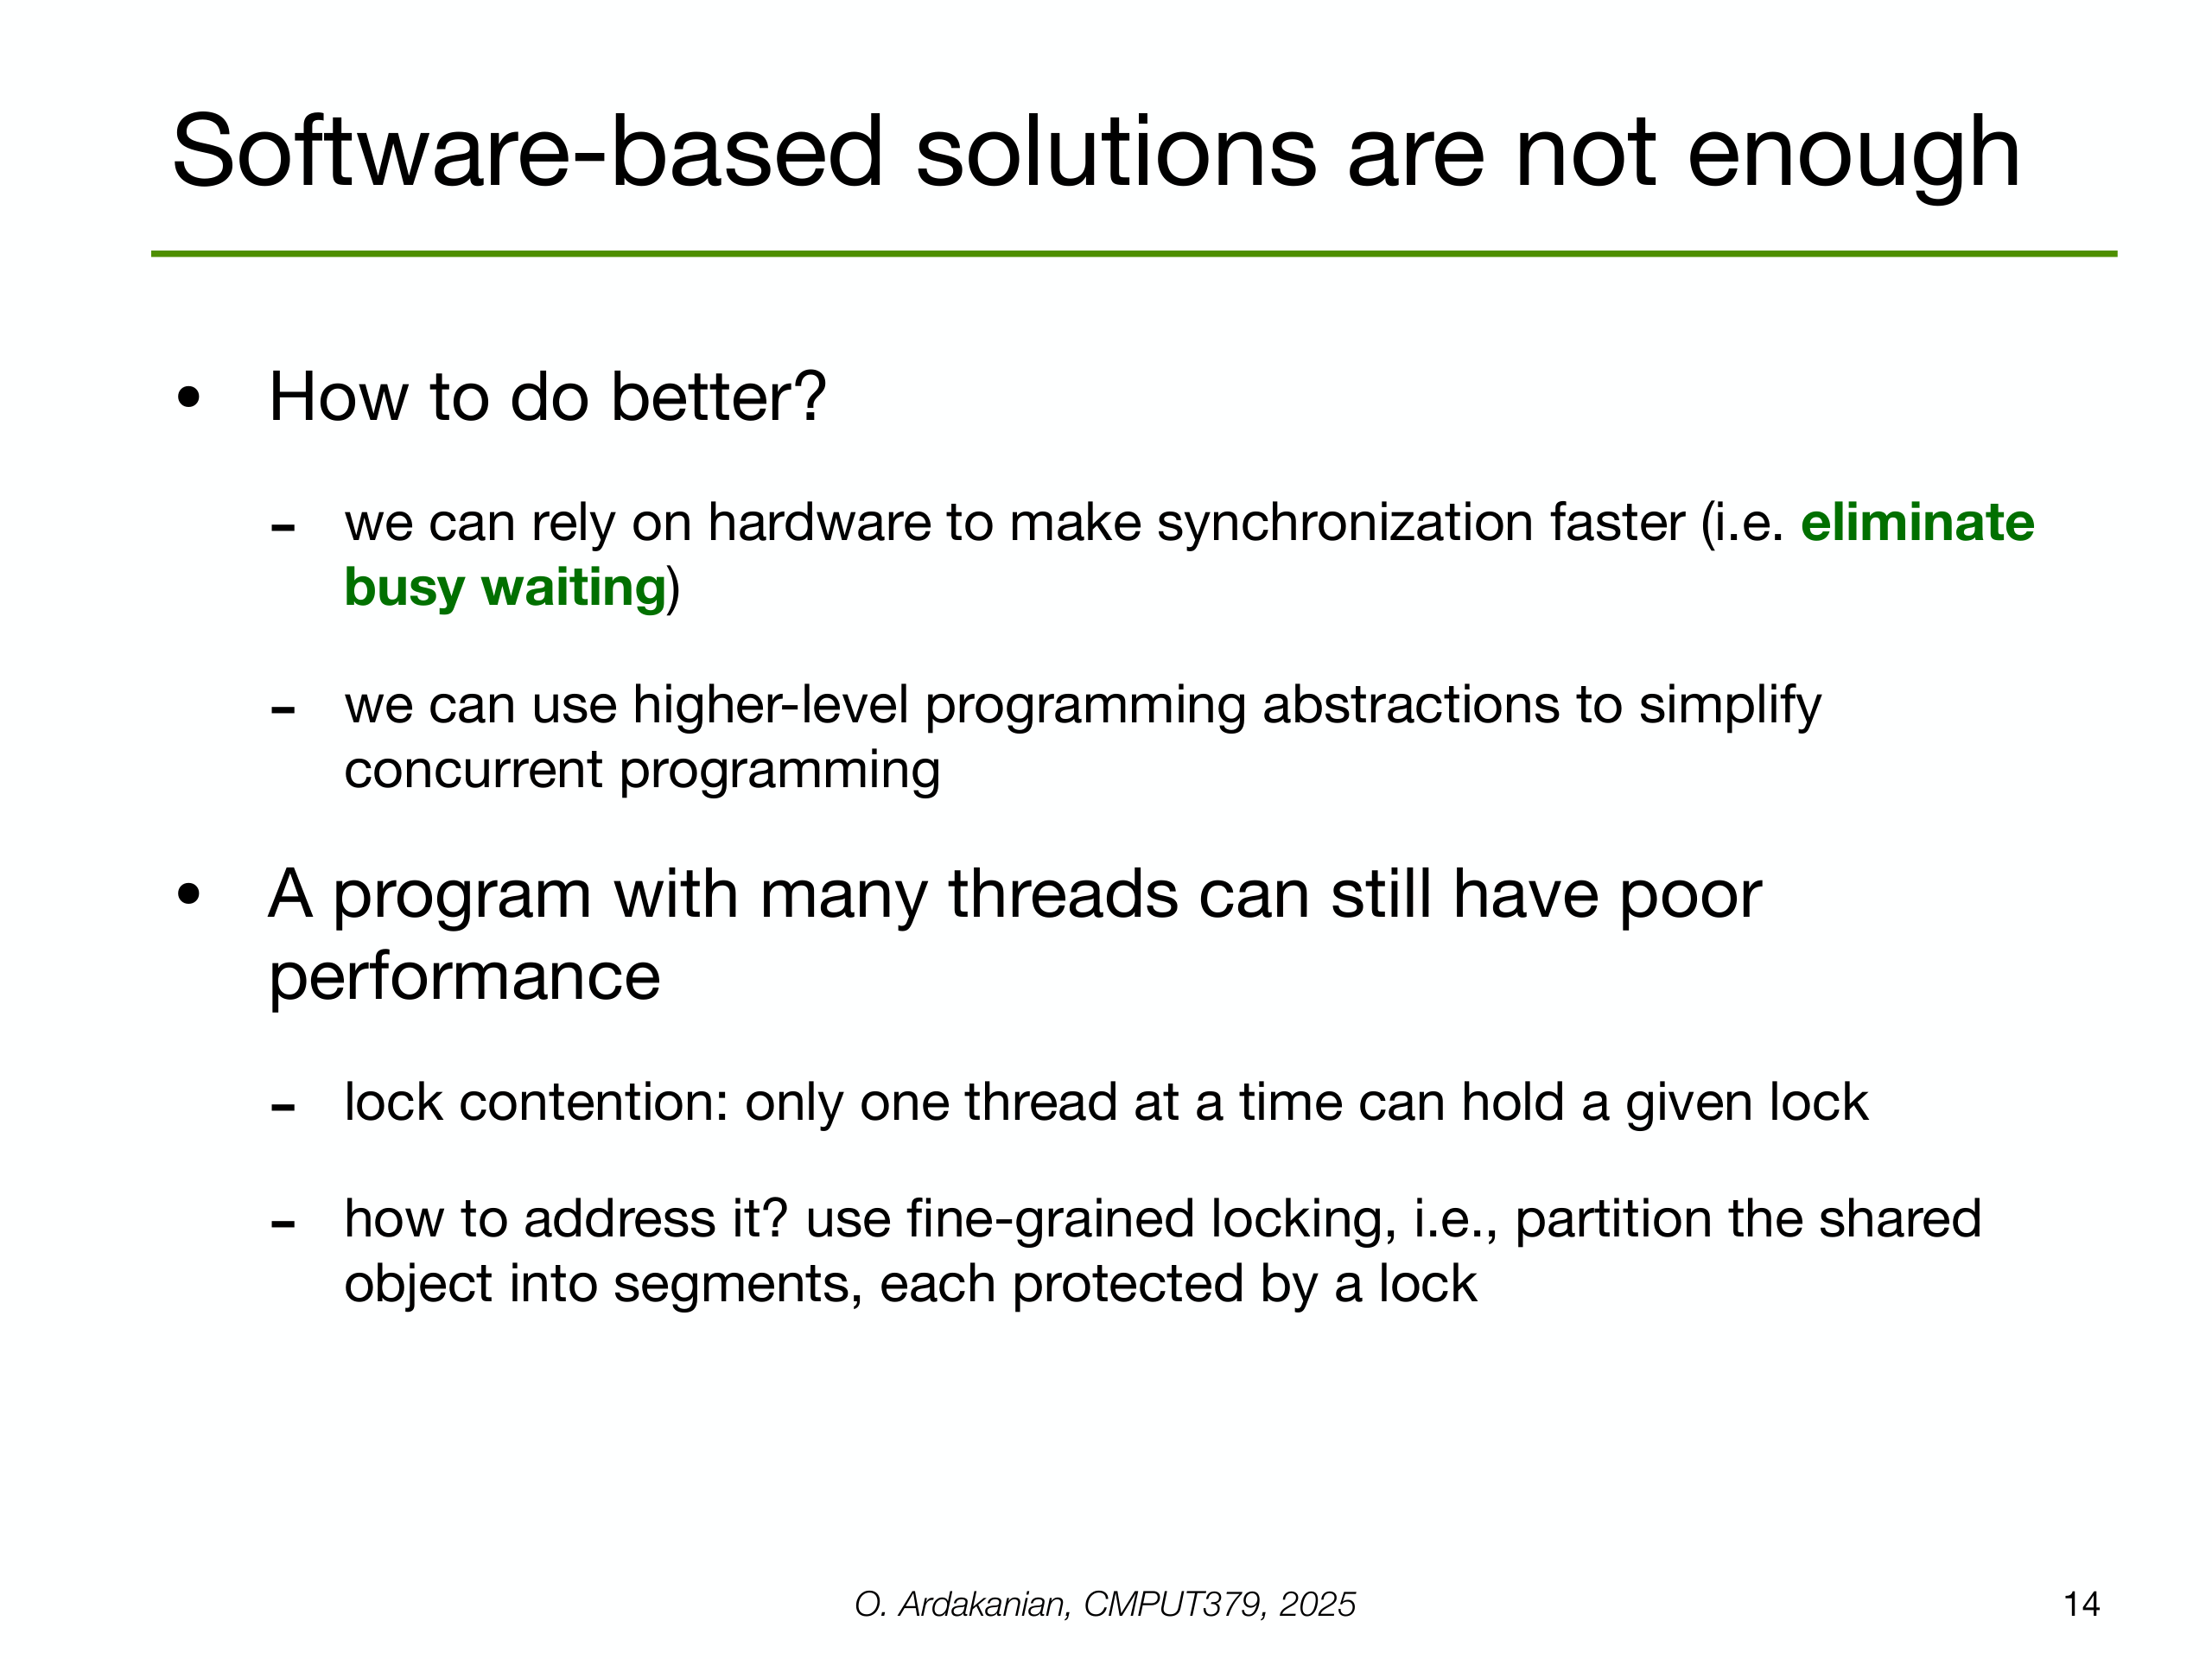 Software-based solutions are not enough
• How to do better?
- we can rely on hardware to make synchronization faster (i.e. eliminate
busy waiting)
- we can use higher-level programming abstractions to simplify
concurrent programming
• A program with many threads can still have poor
performance
- lock contention: only one thread at a time can hold a given lock
- how to address it? use fine-grained locking, i.e., partition the shared
object into segments, each protected by a lock
O. Ardakanian, CMPUT379, 2025
14